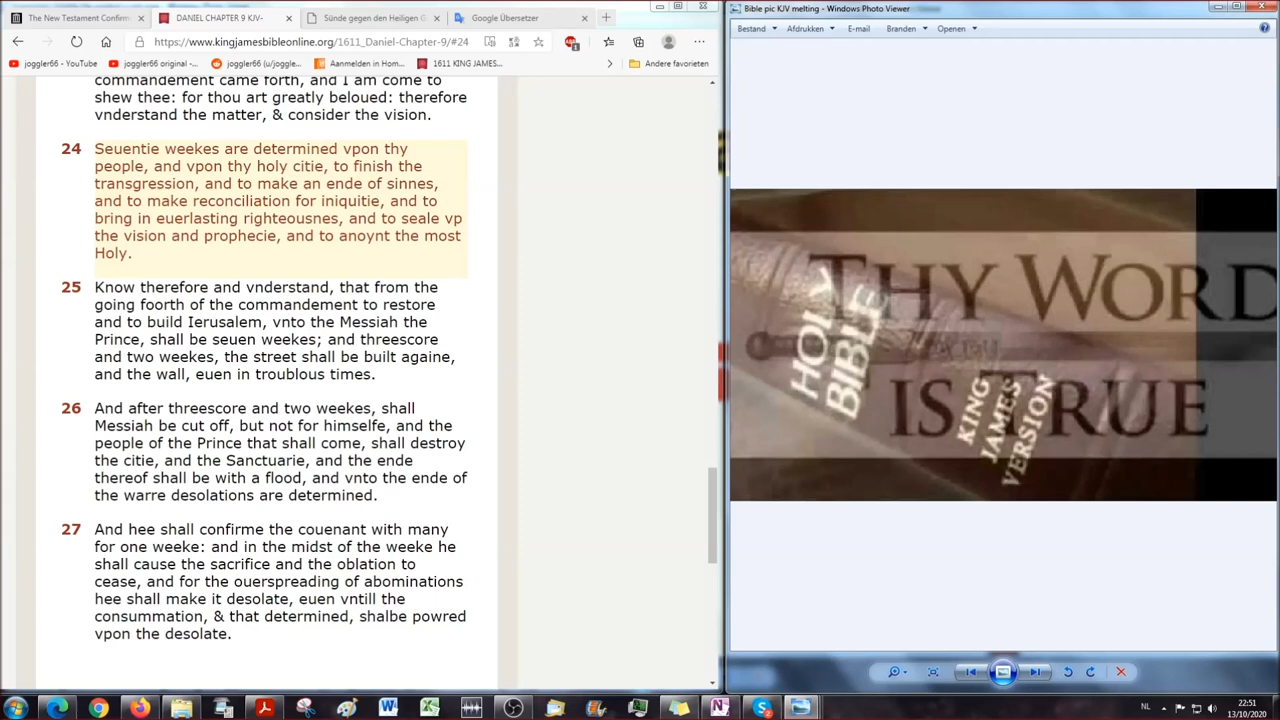 The New Testament Confirm
DANIEL CHAPTER 9 KJV-
Sünde gegen den Heiligen G
Google Übersetzer
https://www.kingjamesbibleonline.org/1611_Daniel-Chapter-9/#24
joggler66 - YouTube
joggler66 original -...
joggler66 (u/joggle...
Aanmelden in Hom...
1611 KING JAMES...
Andere favorieten
commandement came forth, and I am come to
shew thee: for thou art greatly beloued: therefore
vnderstand the matter, & consider the vision.
24 Seuentie weekes are determined vpon thy
people, and vpon thy holy citie, to finish the
transgression, and to make an ende of sinnes,
and to make reconciliation for iniquitie, and to
bring in euerlasting righteousnes, and to seale vp
the vision and prophecie, and to anoynt the most
Holy.
25 Know therefore and vnderstand, that from the
going foorth of the commandement to restore
and to build Ierusalem, vnto the Messiah the
Prince, shall be seuen weekes; and threescore
and two weekes, the street shall be built againe,
and the wall, euen in troublous times.
26 And after threescore and two weekes, shall
Messiah be cut off, but not for himselfe, and the
people of the Prince that shall come, shall destroy
the citie, and the Sanctuarie, and the ende
thereof shall be with a flood, and vnto the ende of
the warre desolations are determined.
27 And hee shall confirme the couenant with many
for one weeke: and in the midst of the weeke he
shall cause the sacrifice and the oblation to
cease, and for the ouerspreading of abominations
hee shall make it desolate, euen vntill the
consummation, & that determined, shalbe powred
vpon the desolate.
Bible pic KJV melting - Windows Photo Viewer
Bestand
Afdrukken
E-mail
Branden
Openen
THY WORD
IS TRUE
HOLY
BIBLE
KING
JAMES
VERSION
NL
22:51
13/10/2020